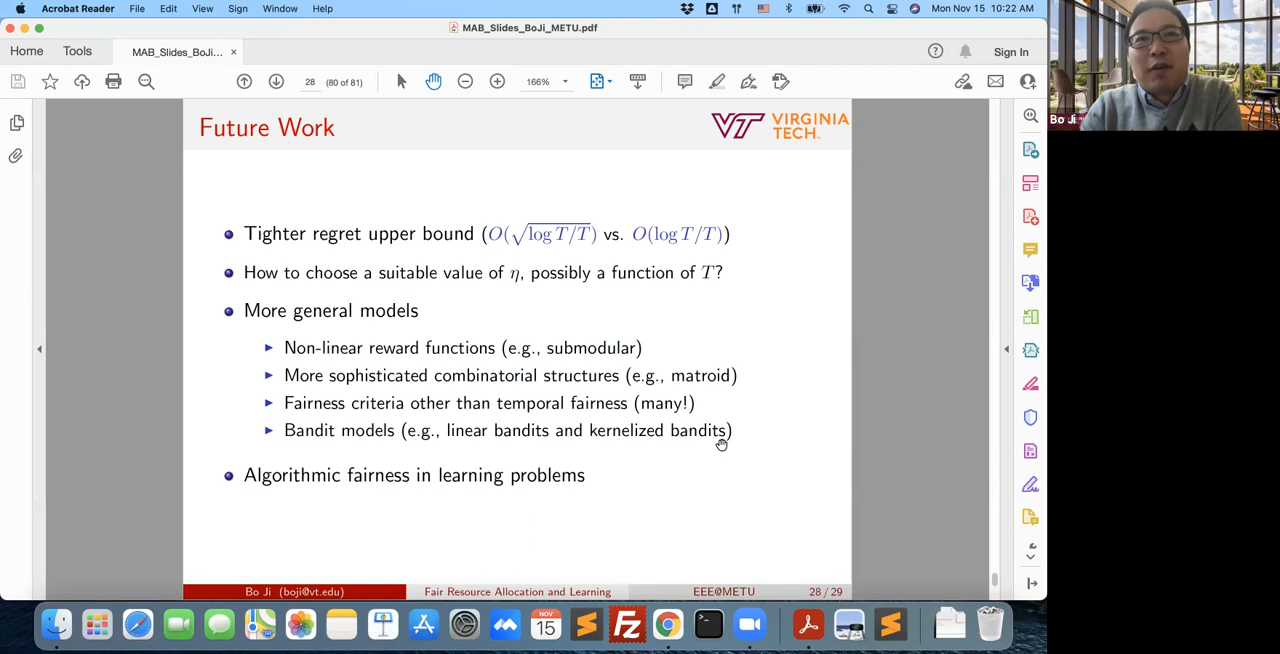 Acrobat Reader File Edit View Sign Window Help Mon Nov 15 10:22 AM
MAB_Slides_BoJi_METU.pdf
Home Tools MAB_Slides_BoJi... × Sign In
28 (80 of 81) 166%
Future Work
VT VIRGINIA TECH.
Bo Ji
Tighter regret upper bound (O(√log T/T) vs. O(log T/T))
How to choose a suitable value of η, possibly a function of T?
More general models
Non-linear reward functions (e.g., submodular)
More sophisticated combinatorial structures (e.g., matroid)
Fairness criteria other than temporal fairness (many!)
Bandit models (e.g., linear bandits and kernelized bandits)
Algorithmic fairness in learning problems
Bo Ji (boji@vt.edu) Fair Resource Allocation and Learning EEE@METU 28 / 29
NOV
15
Fz